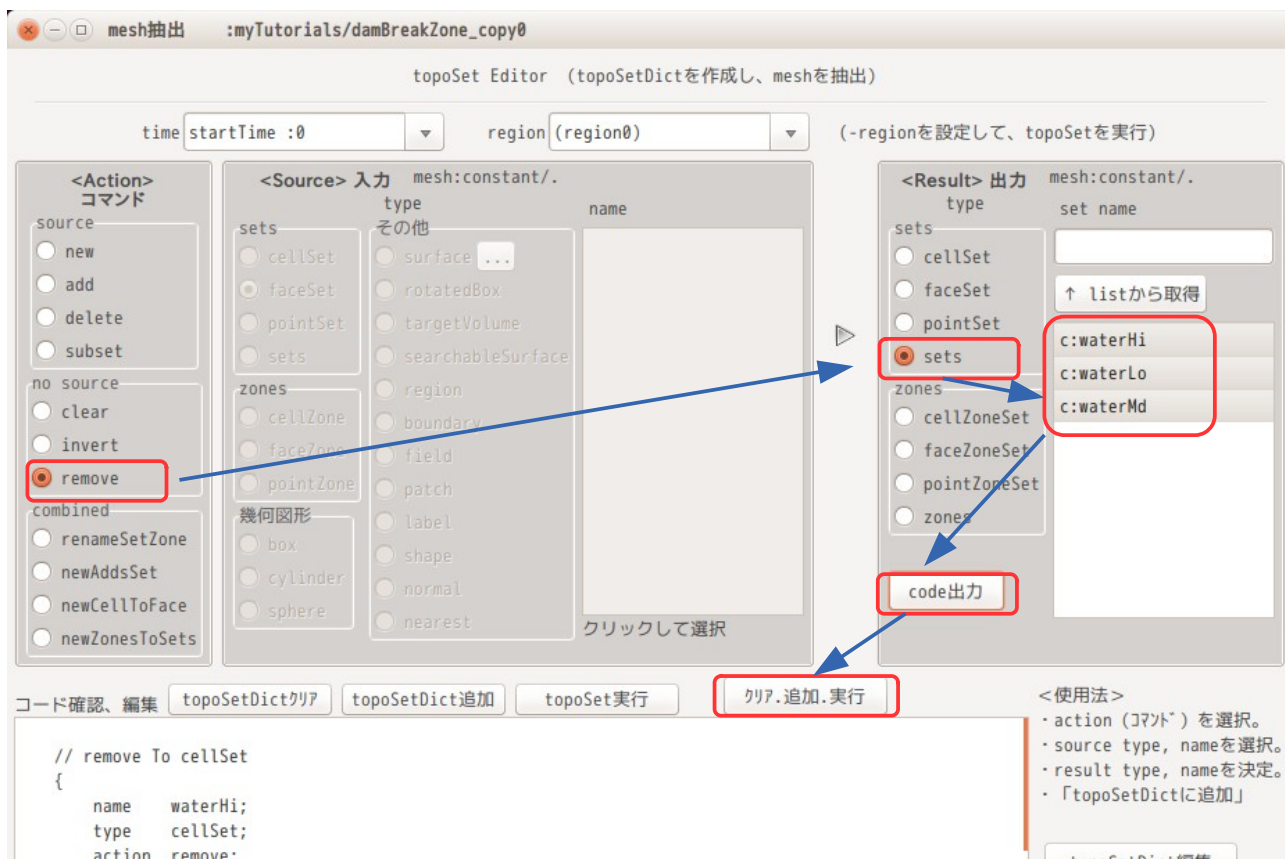 mesh抽出 :myTutorials/damBreakZone_copy0
topoSet Editor (topoSetDictを作成し、meshを抽出)
time startTime :0 region (region0) (-regionを設定して、topoSetを実行)
<Action>
コマンド
source
new
add
delete
subset
no source
clear
invert
remove
combined
renameSetZone
newAddsSet
newCellToFace
newZonesToSets
<Source> 入力 mesh:constant/.
type
name
sets
cellSet
faceSet
pointSet
sets
zones
cellZone
faceZone
pointZone
幾何図形
box
cylinder
sphere
その他
surface ...
rotatedBox
targetVolume
searchableSurface
region
boundary
field
patch
label
shape
normal
nearest
クリックして選択
<Result> 出力 mesh:constant/.
type
set name
sets
cellSet
faceSet
pointSet
sets
zones
cellZoneSet
faceZoneSet
pointZoneSet
zones
code出力
↑ listから取得
c:waterHi
c:waterLo
c:waterMd
コード確認、編集 topoSetDictｸﾘｱ topoSetDict追加 topoSet実行 ｸﾘｱ.追加.実行
// remove To cellSet
{
name waterHi;
type cellSet;
action remove;
<使用法>
・action (ｺﾏﾝﾄﾞ) を選択。
・source type, nameを選択。
・result type, nameを決定。
・「topoSetDictに追加」